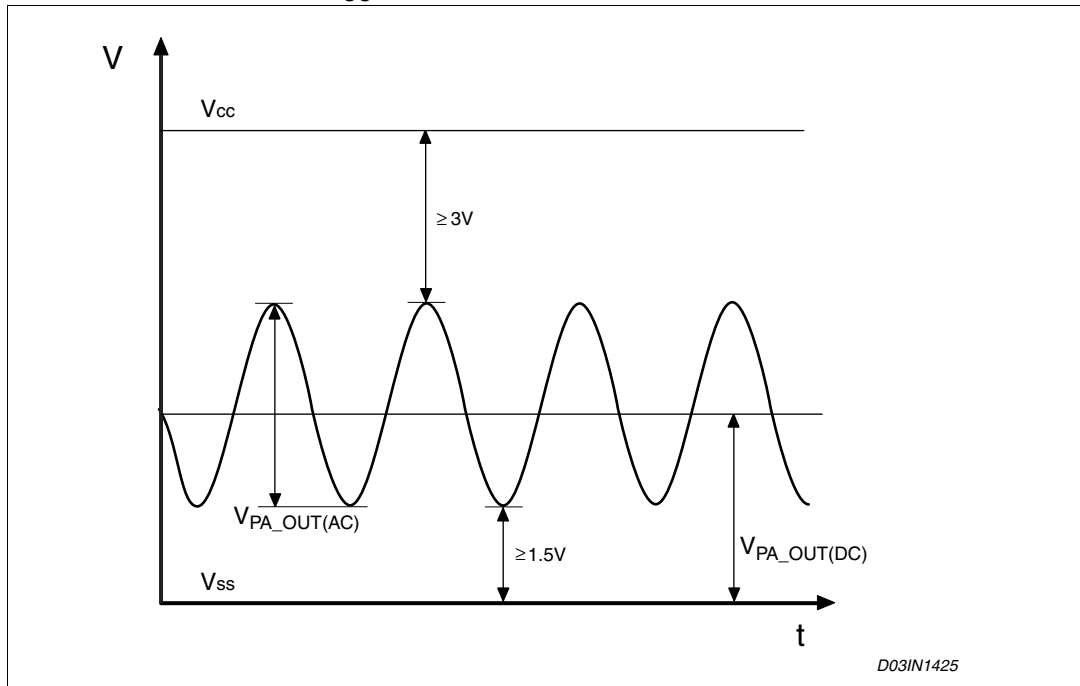 V
Vcc
≥ 3V
VPA_OUT(AC)
≥1.5V
VPA_OUT(DC)
Vss
t
D03IN1425